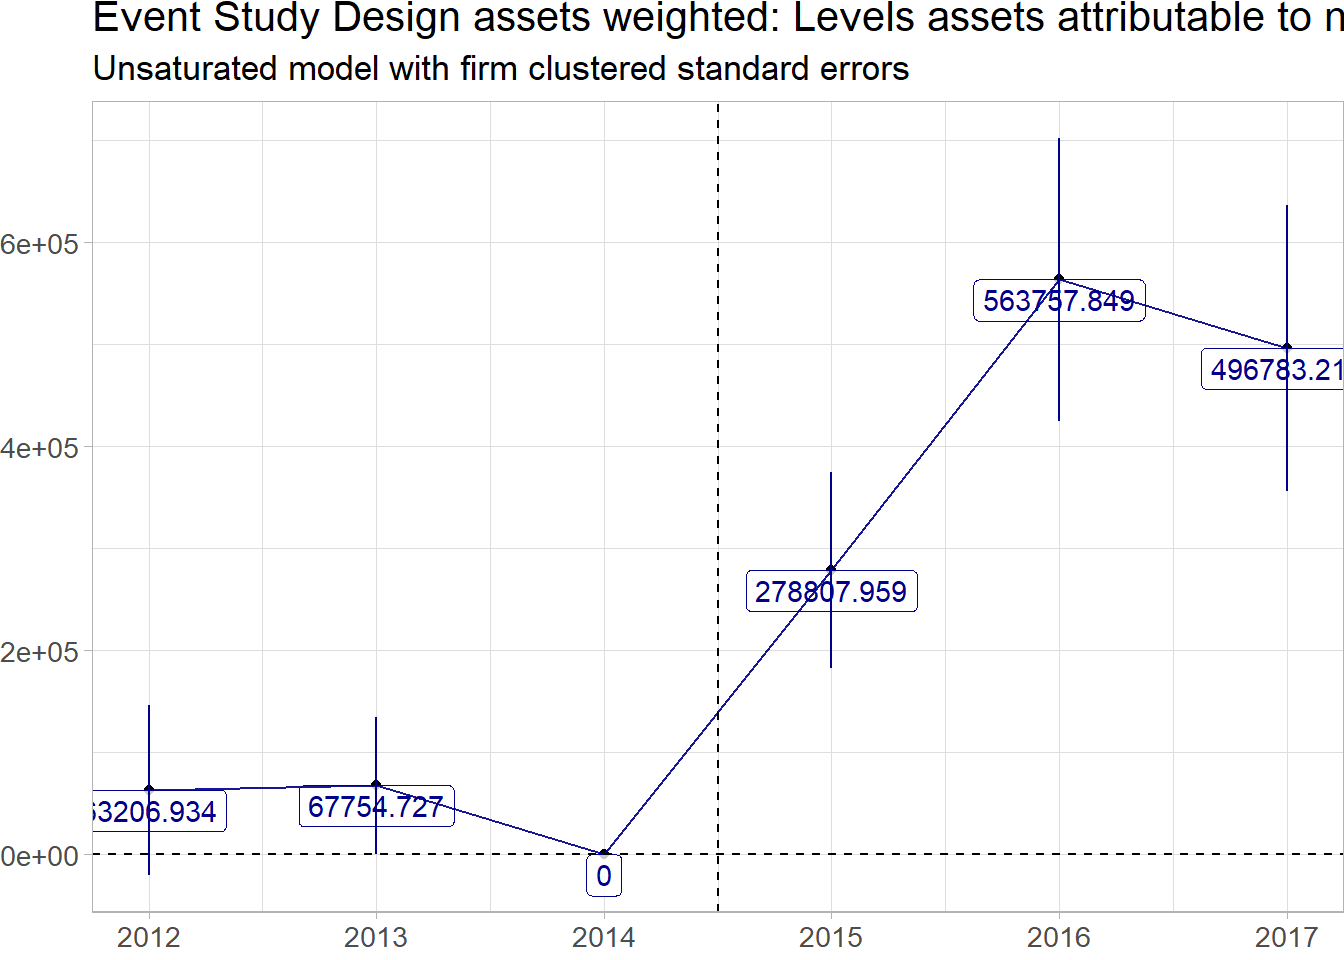 Event Study Design assets weighted: Levels assets attributable to
Unsaturated model with firm clustered standard errors
6e+05
4e+05
2e+05
0e+00
63206.934
67754.727
0
278807.959
563757.849
496783.21
2012 2013 2014 2015 2016 2017